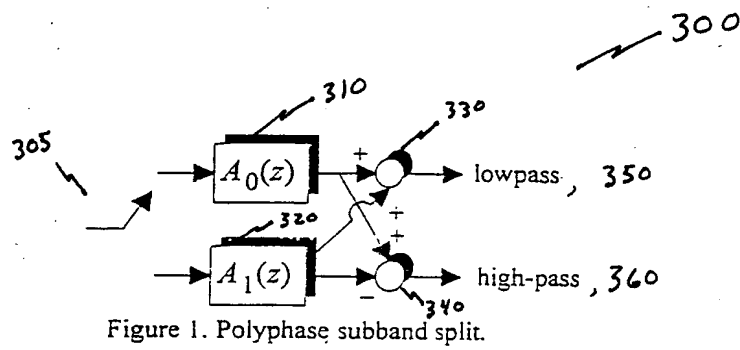 300
310
330
305
A0(z)
+
lowpass, 350
+
320
+
A1(z)
−
high-pass, 360
340
Figure 1. Polyphase subband split.